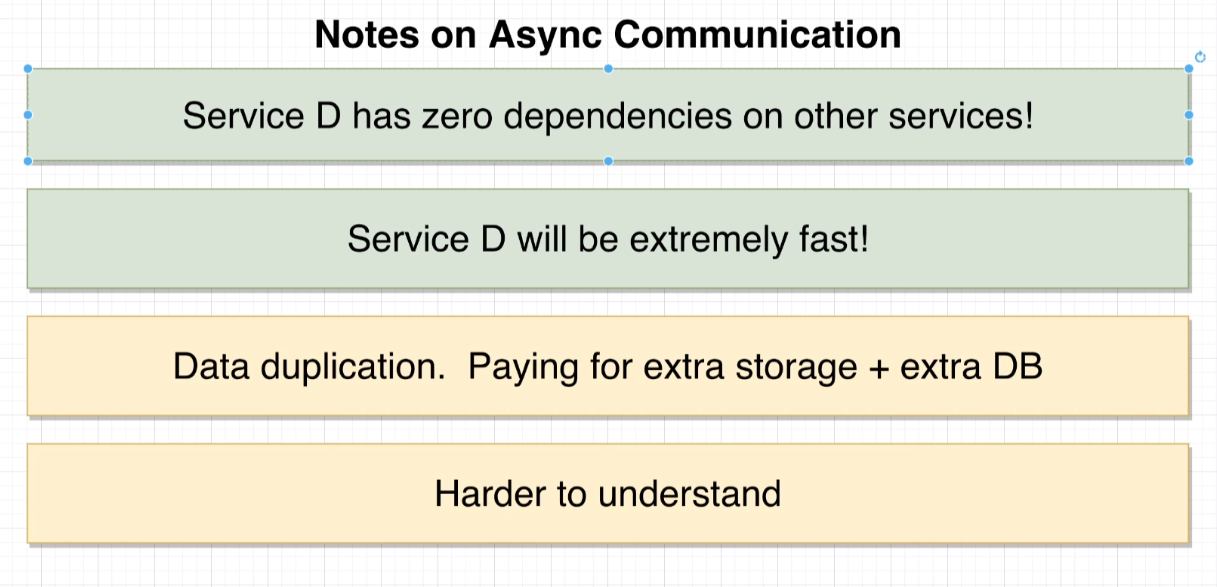 Notes on Async Communication
Service D has zero dependencies on other services!
Service D will be extremely fast!
Data duplication.  Paying for extra storage + extra DB
Harder to understand